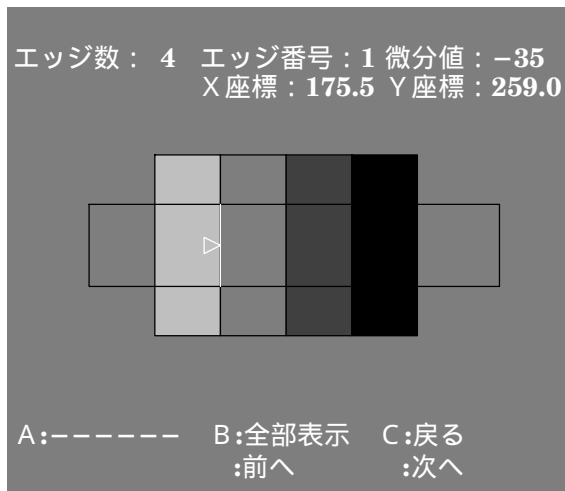 エッジ数： 4 エッジ番号：1 微分値：−35
X座標：175.5 Y座標：259.0
A:−−−−−− B:全部表示 C:戻る
:前へ :次へ